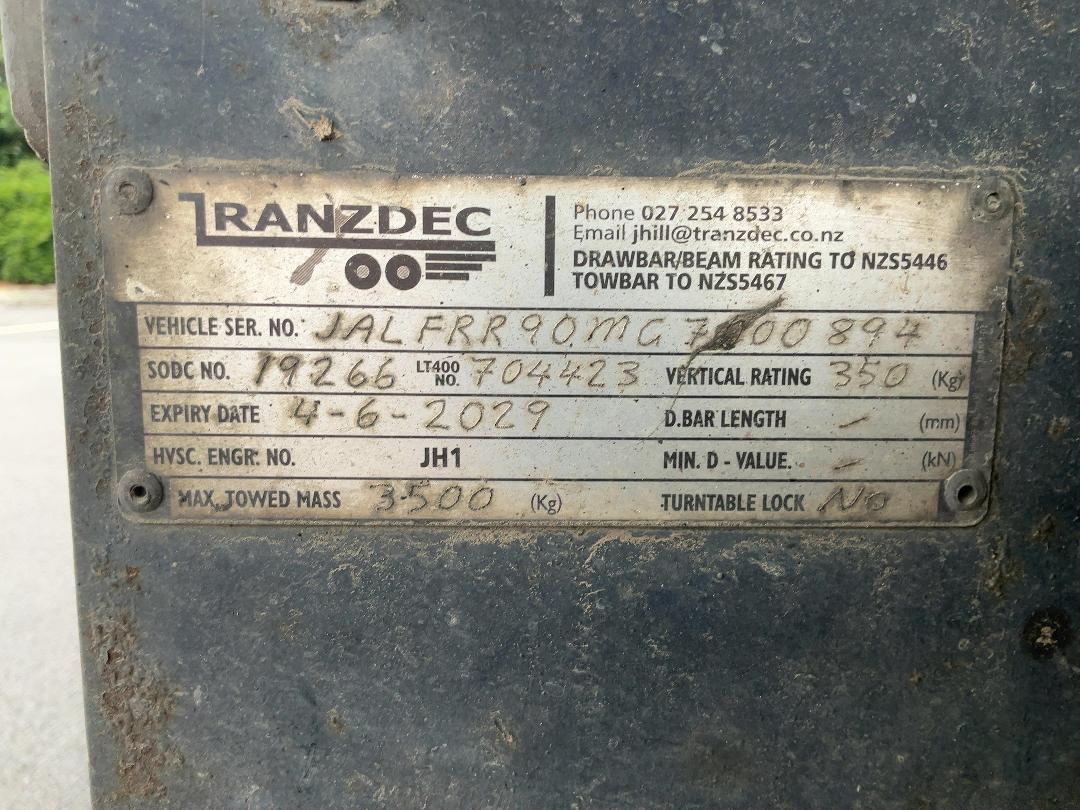 TRANZDEC
Phone 027 254 8533
Email jhill@tranzdec.co.nz
DRAWBAR/BEAM RATING TO NZS5446
TOWBAR TO NZS5467
VEHICLE SER. NO. JALFRR90MG7000894
SODC NO. 19266 LT400 NO. 704423 VERTICAL RATING 350 (Kg)
EXPIRY DATE 4-6-2029 D.BAR LENGTH - (mm)
HVSC. ENGR. NO. JH1 MIN. D - VALUE. - (kN)
MAX. TOWED MASS 3500 (Kg) TURNTABLE LOCK NO